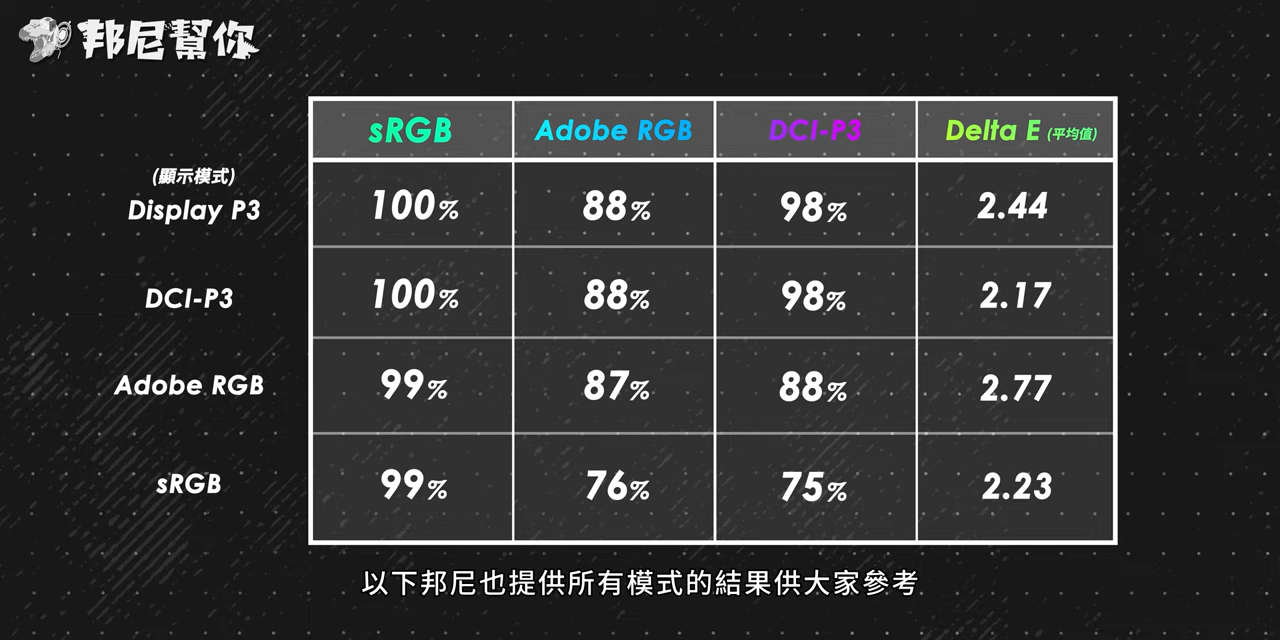 邦尼幫你
sRGB Adobe RGB DCI-P3 Delta E (平均值)
(顯示模式)
Display P3 100% 88% 98% 2.44
DCI-P3 100% 88% 98% 2.17
Adobe RGB 99% 87% 88% 2.77
sRGB 99% 76% 75% 2.23
以下邦尼也提供所有模式的結果供大家參考